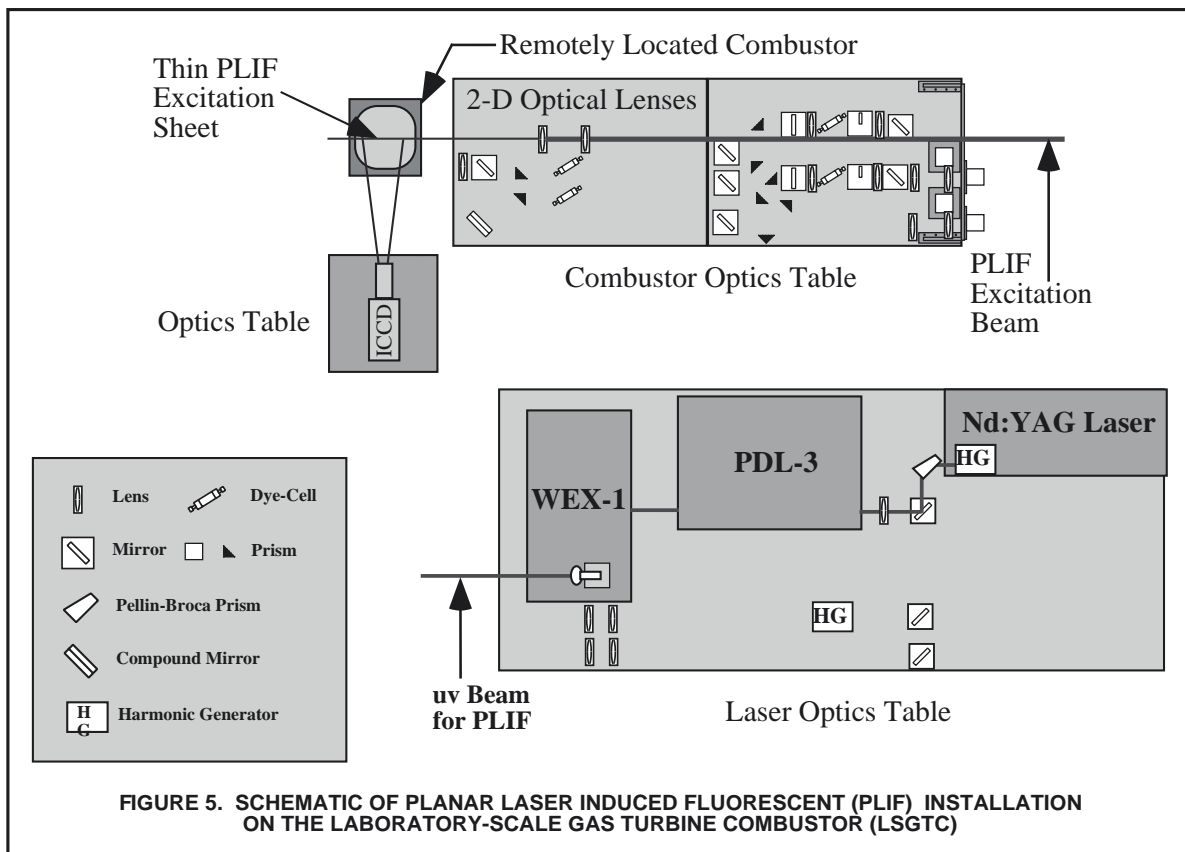 Remotely Located Combustor
Thin PLIF
Excitation
Sheet
2-D Optical Lenses
Combustor Optics Table
PLIF
Excitation
Beam
Optics Table
ICCD
Nd:YAG Laser
HG
PDL-3
WEX-1
HG
uv Beam
for PLIF
Laser Optics Table
Lens
Dye-Cell
Mirror
Prism
Pellin-Broca Prism
Compound Mirror
H
G
Harmonic Generator
FIGURE 5. SCHEMATIC OF PLANAR LASER INDUCED FLUORESCENT (PLIF) INSTALLATION
ON THE LABORATORY-SCALE GAS TURBINE COMBUSTOR (LSGTC)